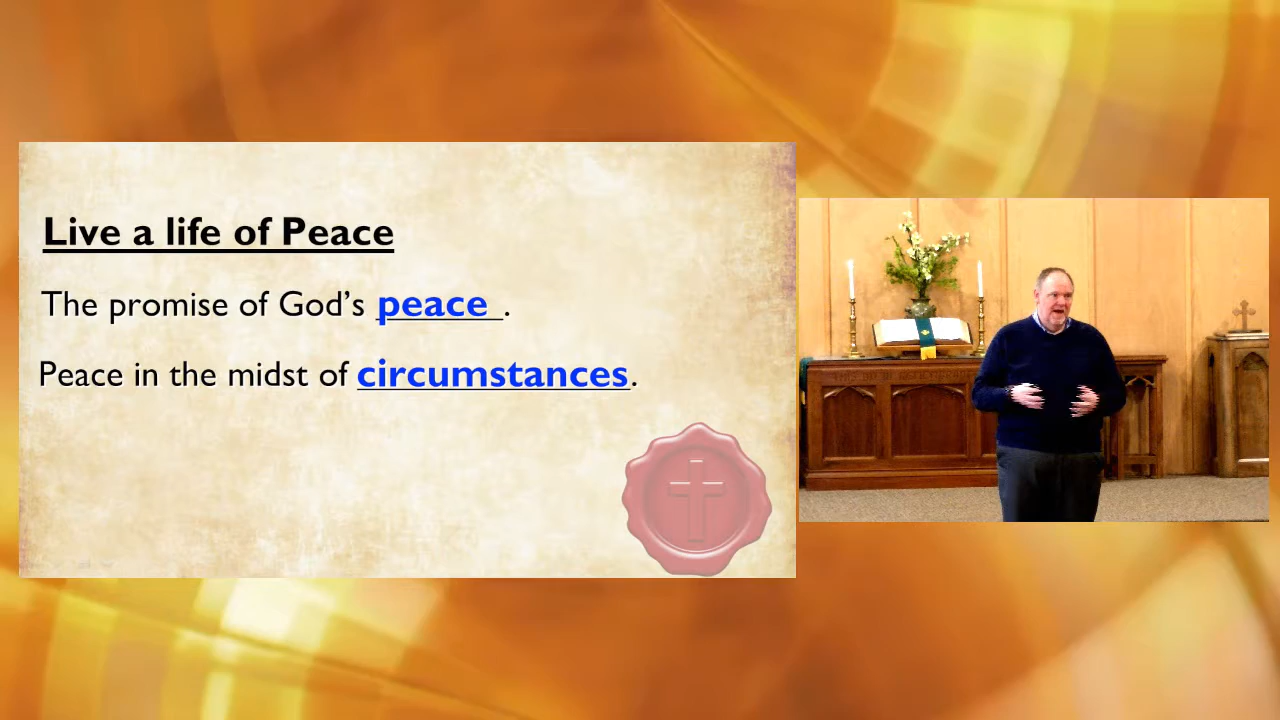 Live a life of Peace
The promise of God’s peace.
Peace in the midst of circumstances.